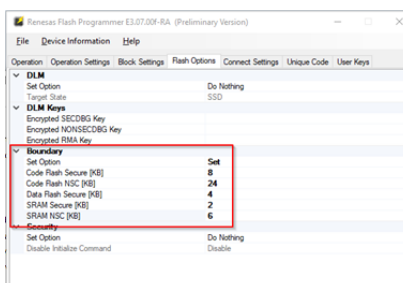 Renesas Flash Programmer E3.07.00f-RA (Preliminary Version)
File Device Information Help
Operation Operation Settings Block Settings Flash Options Connect Settings Unique Code User Keys
DLM
Set Option Do Nothing
Target State SSD
DLM Keys
Encrypted SECDBG Key
Encrypted NONSECDBG Key
Encrypted RMA Key
Boundary
Set Option Set
Code Flash Secure [KB] 8
Code Flash NSC [KB] 24
Data Flash Secure [KB] 4
SRAM Secure [KB] 2
SRAM NSC [KB] 6
Security
Set Option Do Nothing
Disable Initialize Command Disable